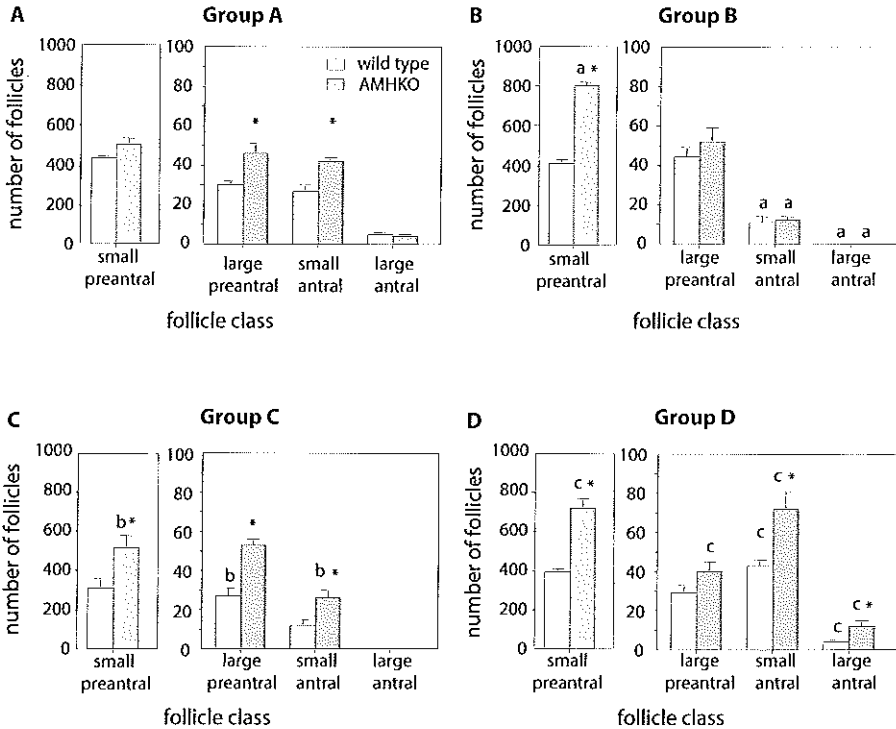 A
Group A
number of follicles
1000
800
600
400
200
0
100
80
60
40
20
0
wild type
AMHKO
*
*
small preantral
large preantral
small antral
large antral
follicle class
B
Group B
number of follicles
1000
800
600
400
200
0
100
80
60
40
20
0
a *
a a
a a
small preantral
large preantral
small antral
large antral
follicle class
C
Group C
number of follicles
1000
800
600
400
200
0
100
80
60
40
20
0
b *
b *
b *
small preantral
large preantral
small antral
large antral
follicle class
D
Group D
number of follicles
1000
800
600
400
200
0
100
80
60
40
20
0
c *
c
c c *
c c *
small preantral
large preantral
small antral
large antral
follicle class